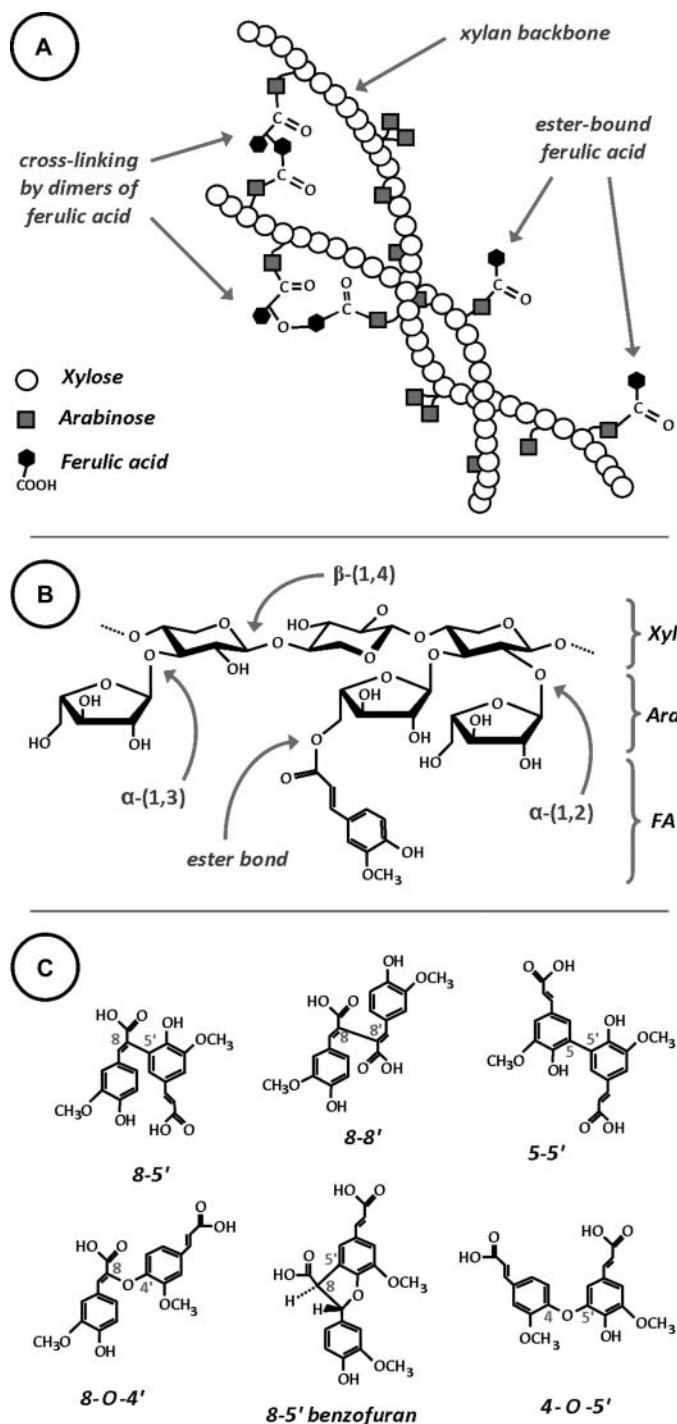 A
xylan backbone
ester-bound
ferulic acid
cross-linking
by dimers of
ferulic acid
C
O
C
O
C
O
O
O
C
C
O
C
O
Xylose
Arabinose
Ferulic acid
COOH
B
β-(1,4)
HO
O
O
O
O
O
O
O
O
OH
O
O
O
Xyl
O
OH
OH
HO
O
OH
OH
O
O
OH
OH
HO
Ara
α-(1,3)
O
O
ester bond
OH
OCH₃
α-(1,2)
FA
C
HO
O
OH
8
5'
OCH₃
CH₃O
OH
HO
O
8-5'
OH
OCH₃
HO
O
8
8'
O
OH
CH₃O
OH
8-8'
O
OH
5'
OH
OCH₃
CH₃O
5
OH
O
OH
5-5'
HO
O
8
O
4'
O
OH
OCH₃
CH₃O
OH
8-O-4'
HO
O
5'
O
HO
8
O
OCH₃
H
H
OCH₃
OH
8-5' benzofuran
HO
O
O
OH
4
O
5'
OCH₃
OH
OCH₃
4-O-5'